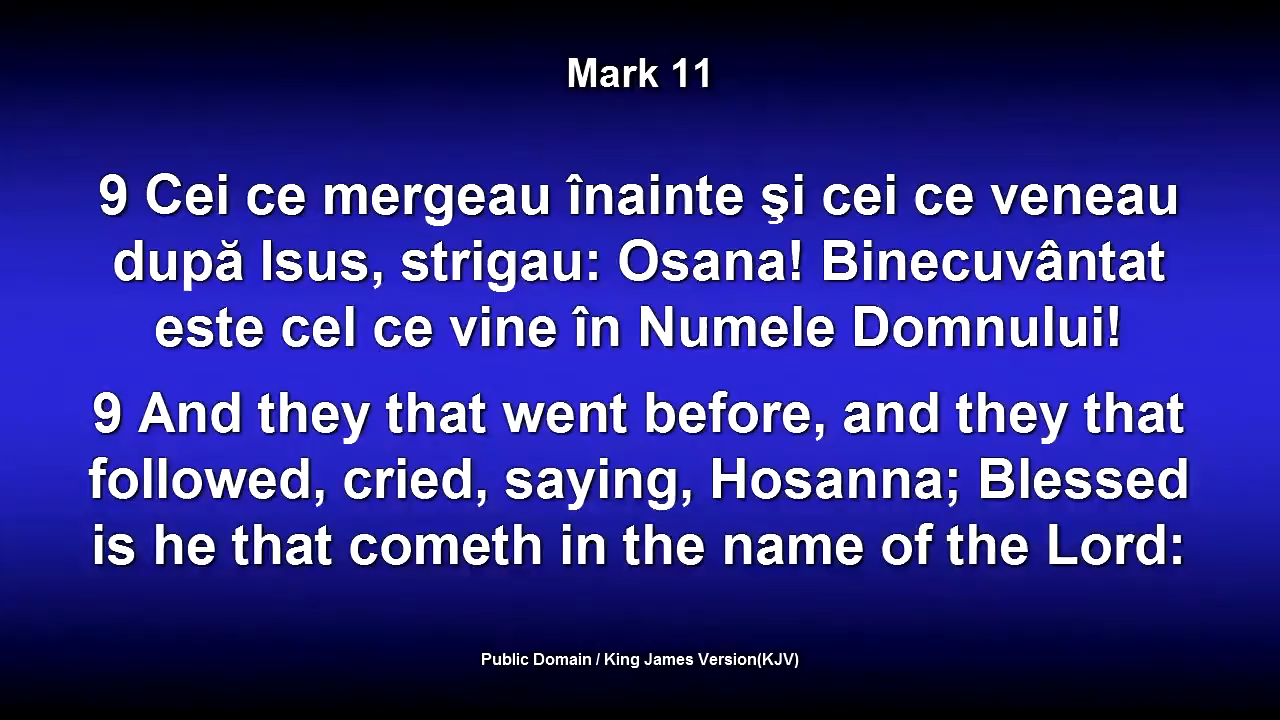 Mark 11
9 Cei ce mergeau înainte şi cei ce veneau
după Isus, strigau: Osana! Binecuvântat
este cel ce vine în Numele Domnului!
9 And they that went before, and they that
followed, cried, saying, Hosanna; Blessed
is he that cometh in the name of the Lord:
Public Domain / King James Version(KJV)